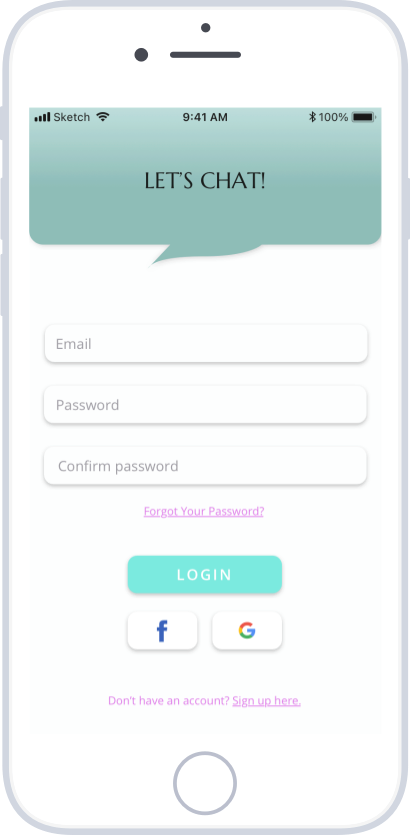 Sketch 9:41 AM 100%
LET'S CHAT!
Email
Password
Confirm password
Forgot Your Password?
LOGIN
f G
Don't have an account? Sign up here.